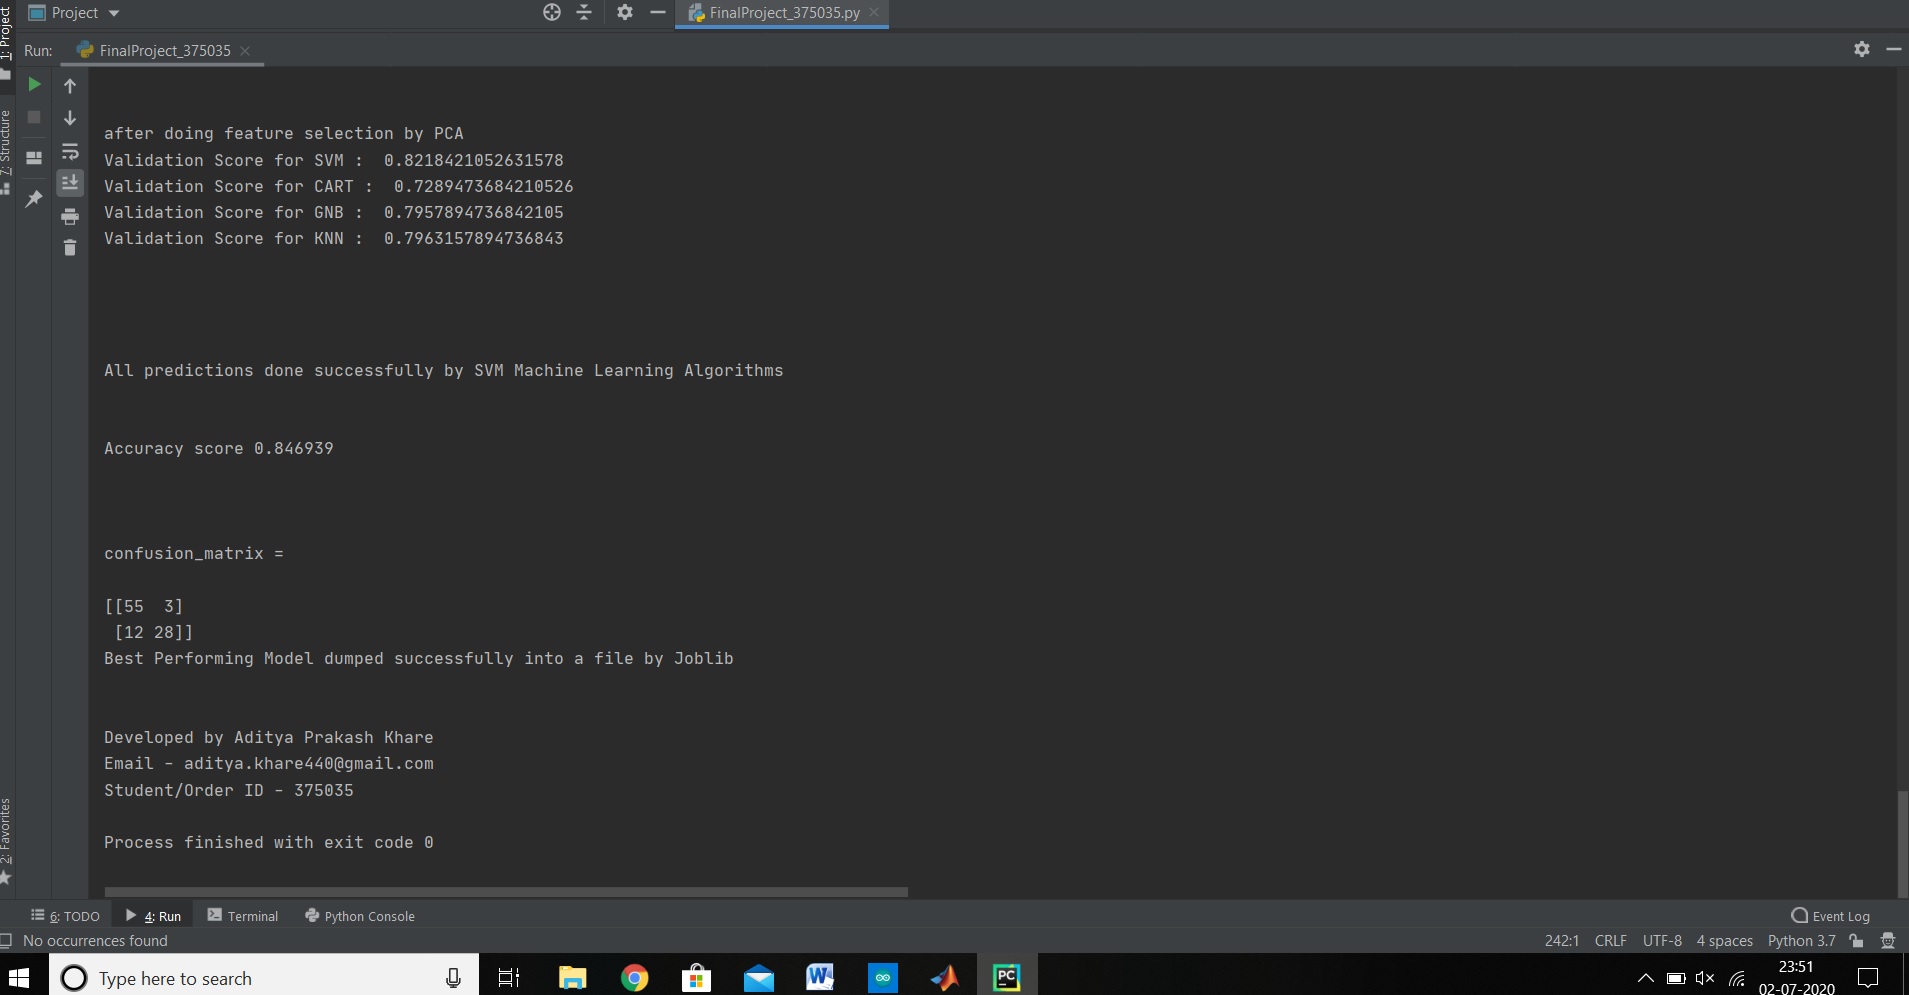 Project
FinalProject_375035.py
Run:
FinalProject_375035
1: Project
7: Structure
2: Favorites
after doing feature selection by PCA
Validation Score for SVM :  0.8218421052631578
Validation Score for CART :  0.7289473684210526
Validation Score for GNB :  0.7957894736842105
Validation Score for KNN :  0.7963157894736843
All predictions done successfully by SVM Machine Learning Algorithms
Accuracy score 0.846939
confusion_matrix =
[[55  3]
 [12 28]]
Best Performing Model dumped successfully into a file by Joblib
Developed by Aditya Prakash Khare
Email - aditya.khare440@gmail.com
Student/Order ID - 375035
Process finished with exit code 0
6: TODO
4: Run
Terminal
Python Console
Event Log
No occurrences found
242:1 CRLF UTF-8 4 spaces Python 3.7
Type here to search
W
PC
23:51
02-07-2020